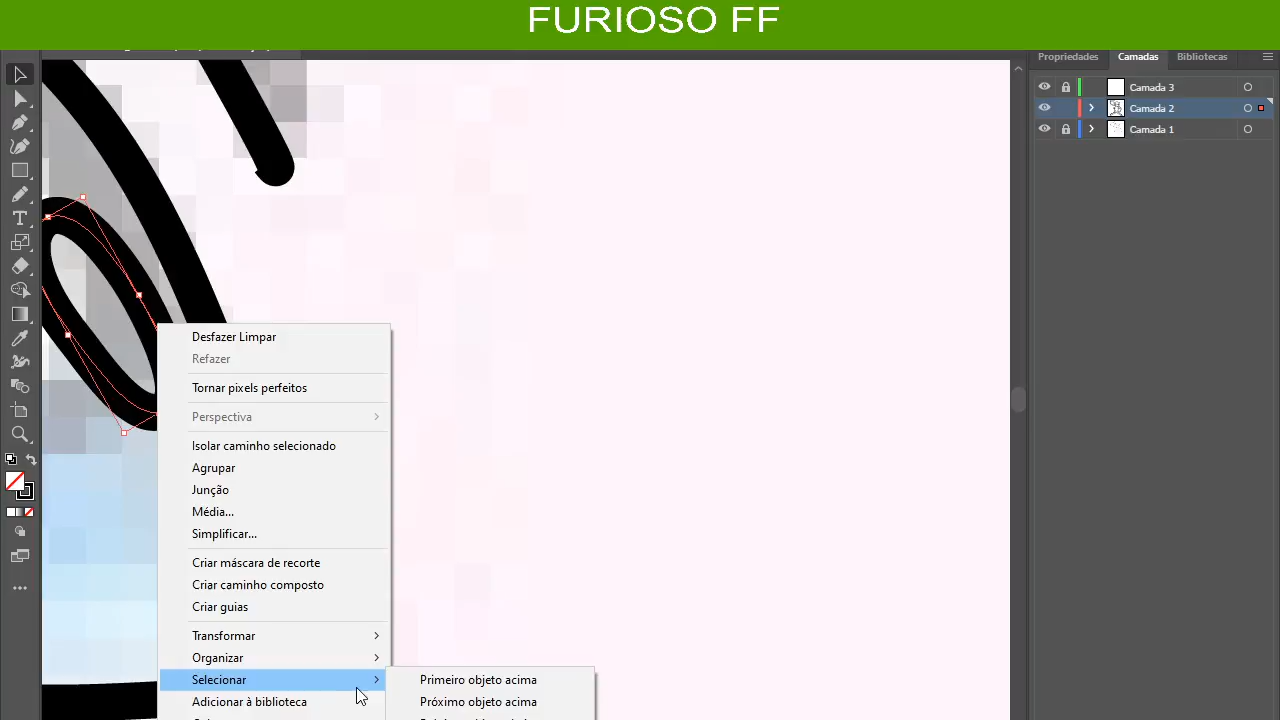 FURIOSO FF
Propriedades
Camadas
Bibliotecas
Camada 3
Camada 2
Camada 1
Desfazer Limpar
Refazer
Tornar pixels perfeitos
Perspectiva
Isolar caminho selecionado
Agrupar
Junção
Média...
Simplificar...
Criar máscara de recorte
Criar caminho composto
Criar guias
Transformar
Organizar
Selecionar
Primeiro objeto acima
Adicionar à biblioteca
Próximo objeto acima